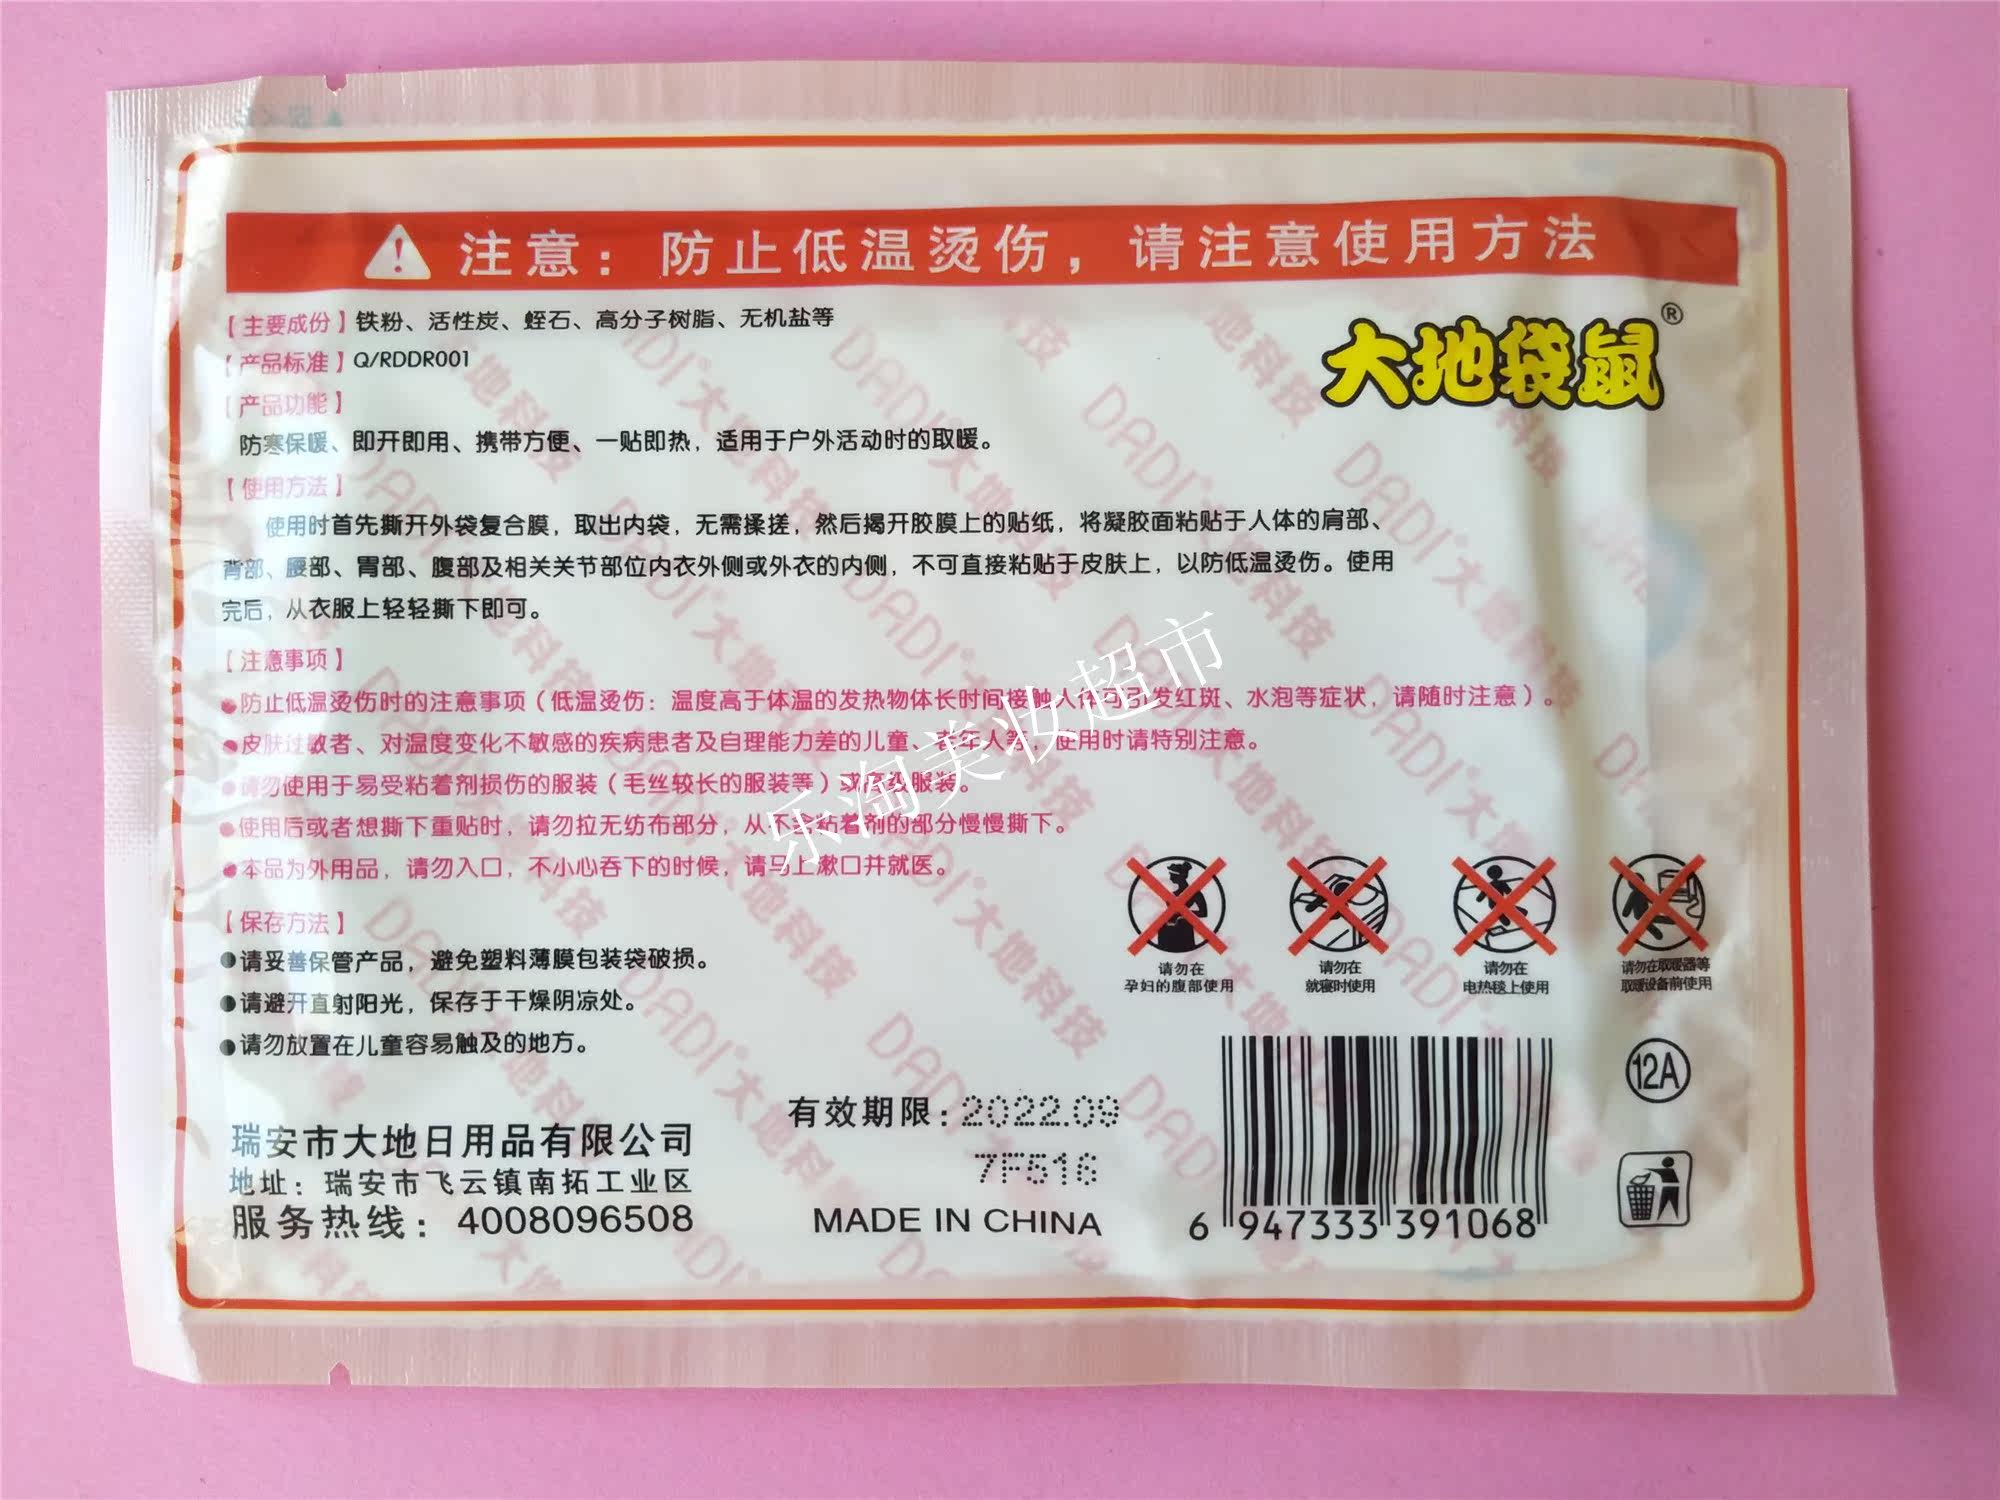 注意：防止低温烫伤，请注意使用方法
大地袋鼠®
【主要成份】铁粉、活性炭、蛭石、高分子树脂、无机盐等
【产品标准】Q/RDDR001
【产品功能】
防寒保暖、即开即用、携带方便、一贴即热，适用于户外活动时的取暖。
【使用方法】
使用时首先撕开外袋复合膜，取出内袋，无需揉搓，然后揭开胶膜上的贴纸，将凝胶面粘贴于人体的肩部、
背部、腰部、胃部、腹部及相关关节部位内衣外侧或外衣的内侧，不可直接粘贴于皮肤上，以防低温烫伤。使用
完后，从衣服上轻轻撕下即可。
【注意事项】
●防止低温烫伤时的注意事项（低温烫伤：温度高于体温的发热物体长时间接触人体可引发红斑、水泡等症状，请随时注意）。
●皮肤过敏者、对温度变化不敏感的疾病患者及自理能力差的儿童、老年人等，使用时请特别注意。
●请勿使用于易受粘着剂损伤的服装（毛丝较长的服装等）或高级服装。
●使用后或者想撕下重贴时，请勿拉无纺布部分，从不含粘着剂的部分慢慢撕下。
●本品为外用品，请勿入口，不小心吞下的时候，请马上漱口并就医。
【保存方法】
●请妥善保管产品，避免塑料薄膜包装袋破损。
●请避开直射阳光，保存于干燥阴凉处。
●请勿放置在儿童容易触及的地方。
请勿在
孕妇的腹部使用
请勿在
就寝时使用
请勿在
电热毯上使用
请勿在取暖器等
取暖设备前使用
12A
瑞安市大地日用品有限公司
地址：瑞安市飞云镇南拓工业区
服务热线：4008096508
有效期限:2022.09
7F516
MADE IN CHINA
6 947333 391068
乐淘美妆超市
DADI®大地科技